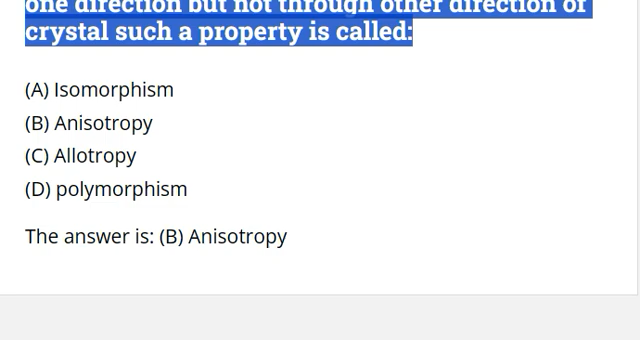 one direction but not through other direction of
crystal such a property is called:
(A) Isomorphism
(B) Anisotropy
(C) Allotropy
(D) polymorphism
The answer is: (B) Anisotropy